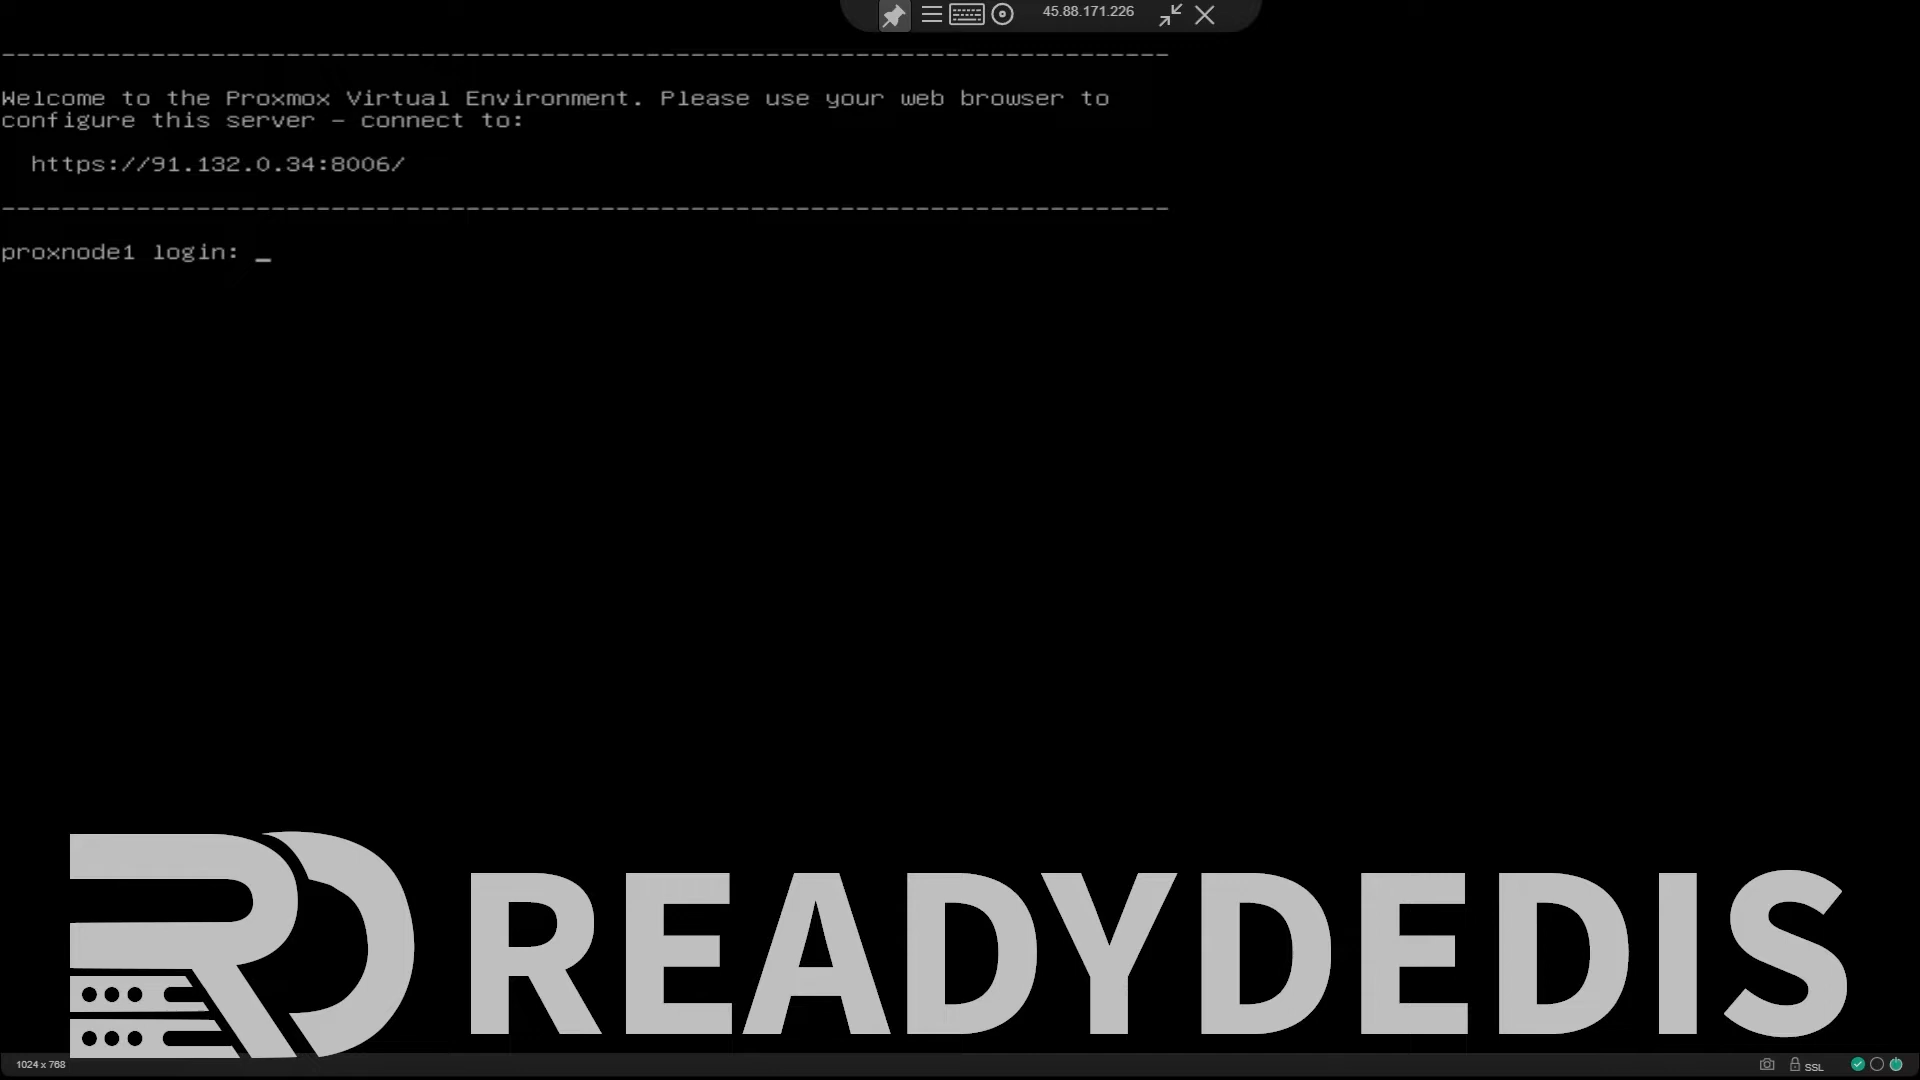 45.88.171.226
--------------------------------------------------------------------------------
Welcome to the Proxmox Virtual Environment. Please use your web browser to
configure this server - connect to:
https://91.132.0.34:8006/
--------------------------------------------------------------------------------
proxnode1 login: _
READYDEDIS
1024 x 768
SSL